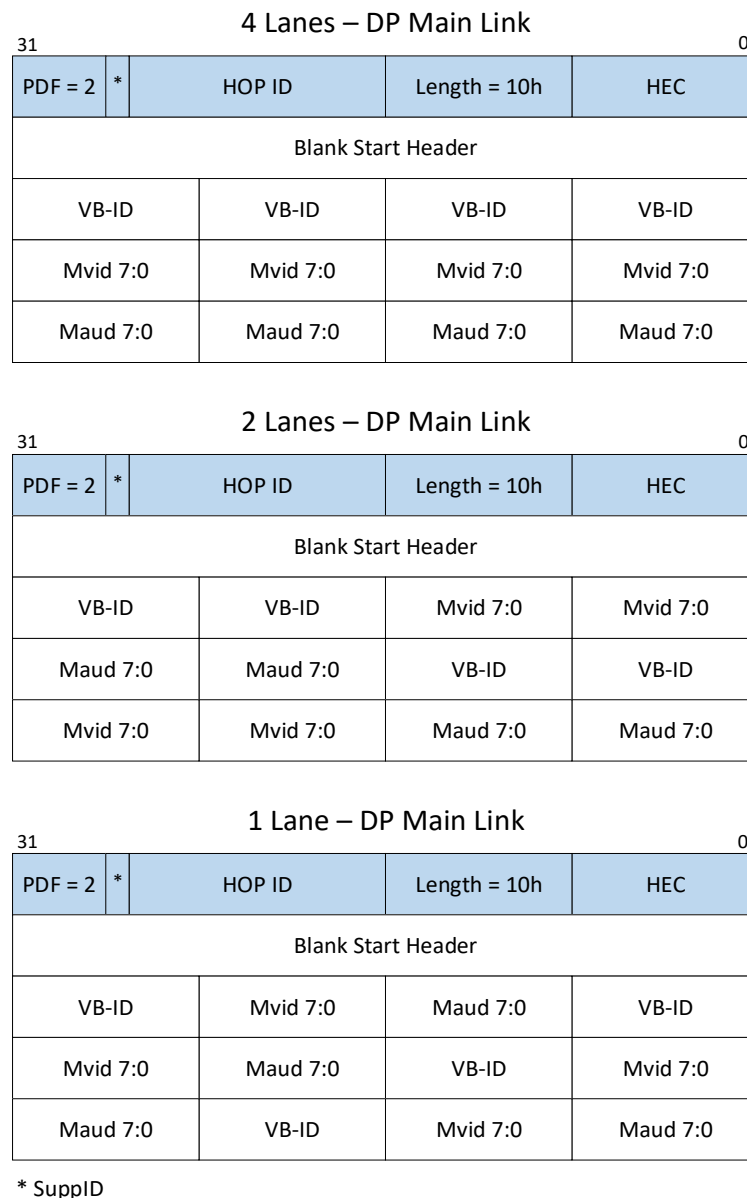 4 Lanes – DP Main Link
31 0
PDF = 2 * HOP ID Length = 10h HEC
Blank Start Header
VB-ID VB-ID VB-ID VB-ID
Mvid 7:0 Mvid 7:0 Mvid 7:0 Mvid 7:0
Maud 7:0 Maud 7:0 Maud 7:0 Maud 7:0
2 Lanes – DP Main Link
31 0
PDF = 2 * HOP ID Length = 10h HEC
Blank Start Header
VB-ID VB-ID Mvid 7:0 Mvid 7:0
Maud 7:0 Maud 7:0 VB-ID VB-ID
Mvid 7:0 Mvid 7:0 Maud 7:0 Maud 7:0
1 Lane – DP Main Link
31 0
PDF = 2 * HOP ID Length = 10h HEC
Blank Start Header
VB-ID Mvid 7:0 Maud 7:0 VB-ID
Mvid 7:0 Maud 7:0 VB-ID Mvid 7:0
Maud 7:0 VB-ID Mvid 7:0 Maud 7:0
* SuppID